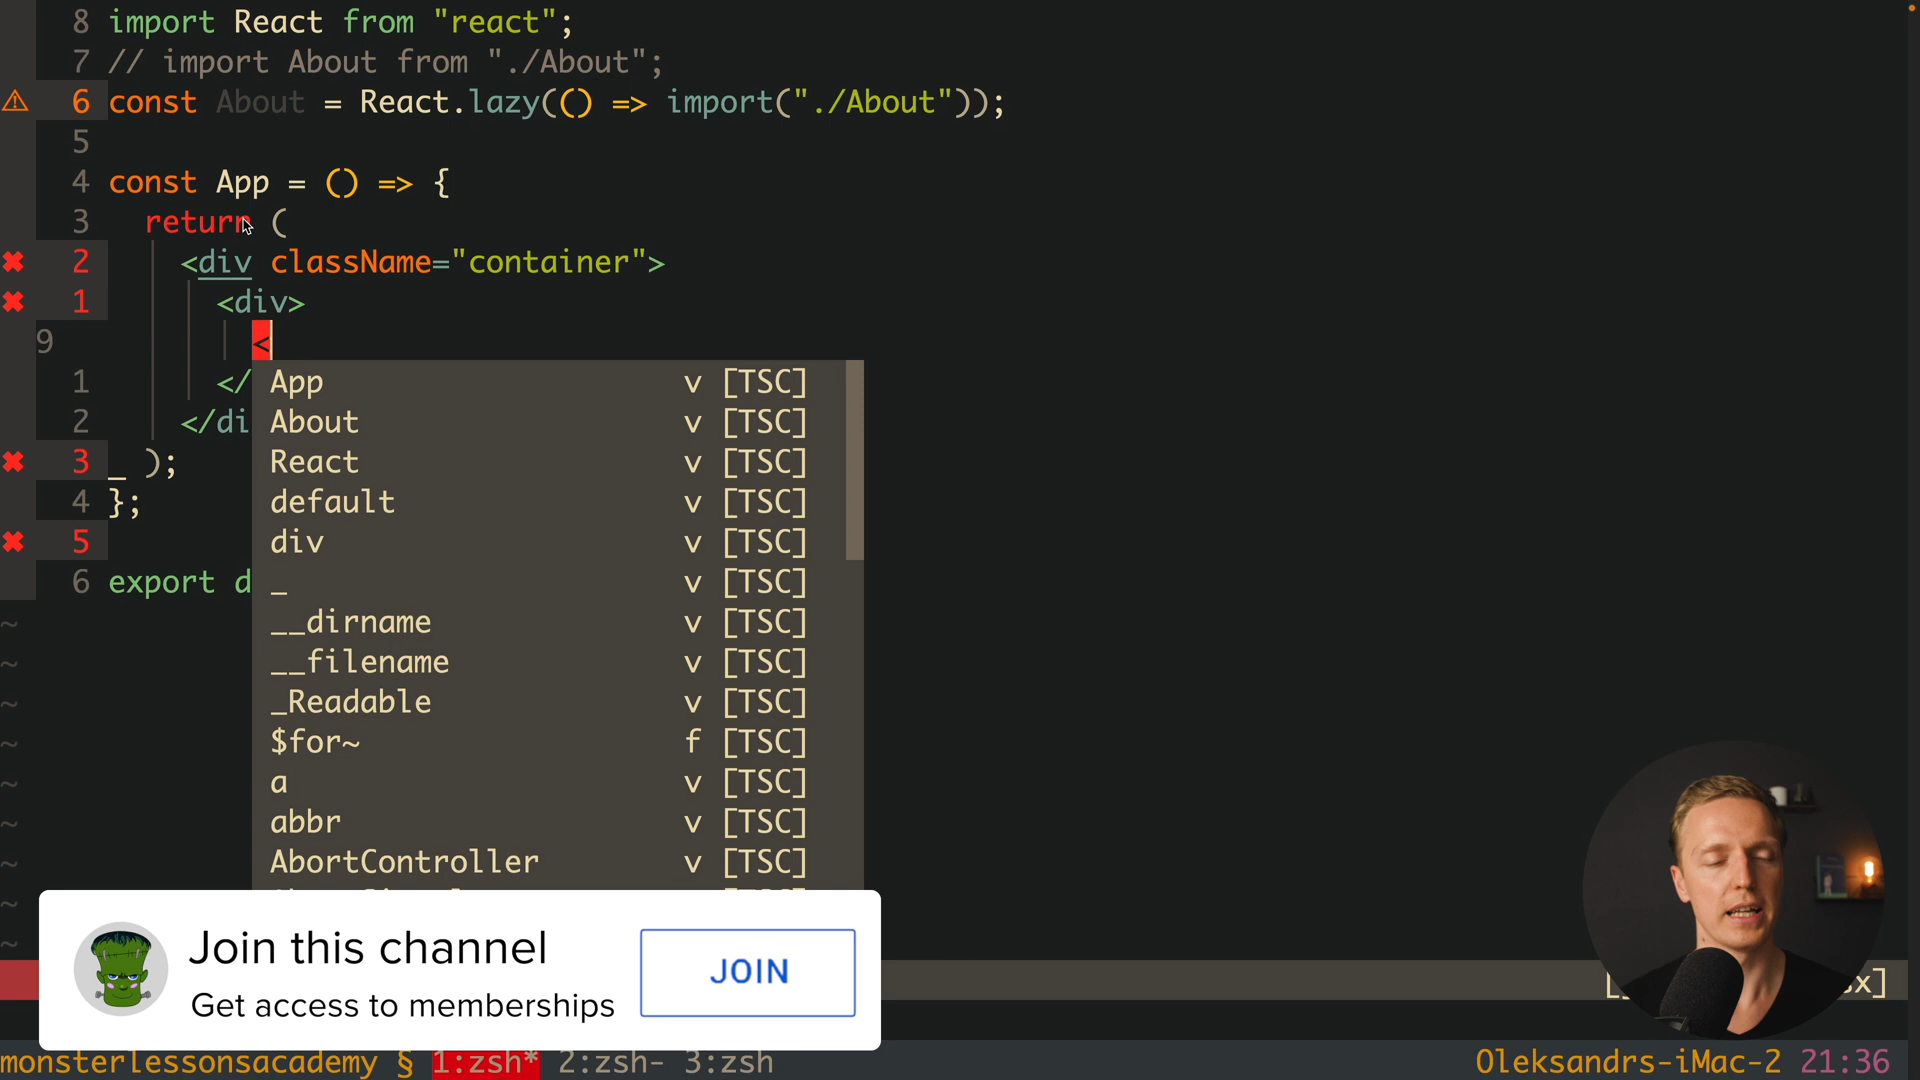 8 import React from "react";
7 // import About from "./About";
6 const About = React.lazy(() => import("./About"));
5
4 const App = () => {
3 return (
2 <div className="container">
1 <div>
9 <
App v [TSC]
1 </
About v [TSC]
2 </di
React v [TSC]
3 _ );
default v [TSC]
4 };
div v [TSC]
5
_ v [TSC]
6 export d
__dirname v [TSC]
~
__filename v [TSC]
~
_Readable v [TSC]
~
$for~ f [TSC]
~
a v [TSC]
~
abbr v [TSC]
~
AbortController v [TSC]
~
~
~
Join this channel
Get access to memberships
JOIN
monsterlessonsacademy § 1:zsh* 2:zsh- 3:zsh
Oleksandrs-iMac-2 21:36